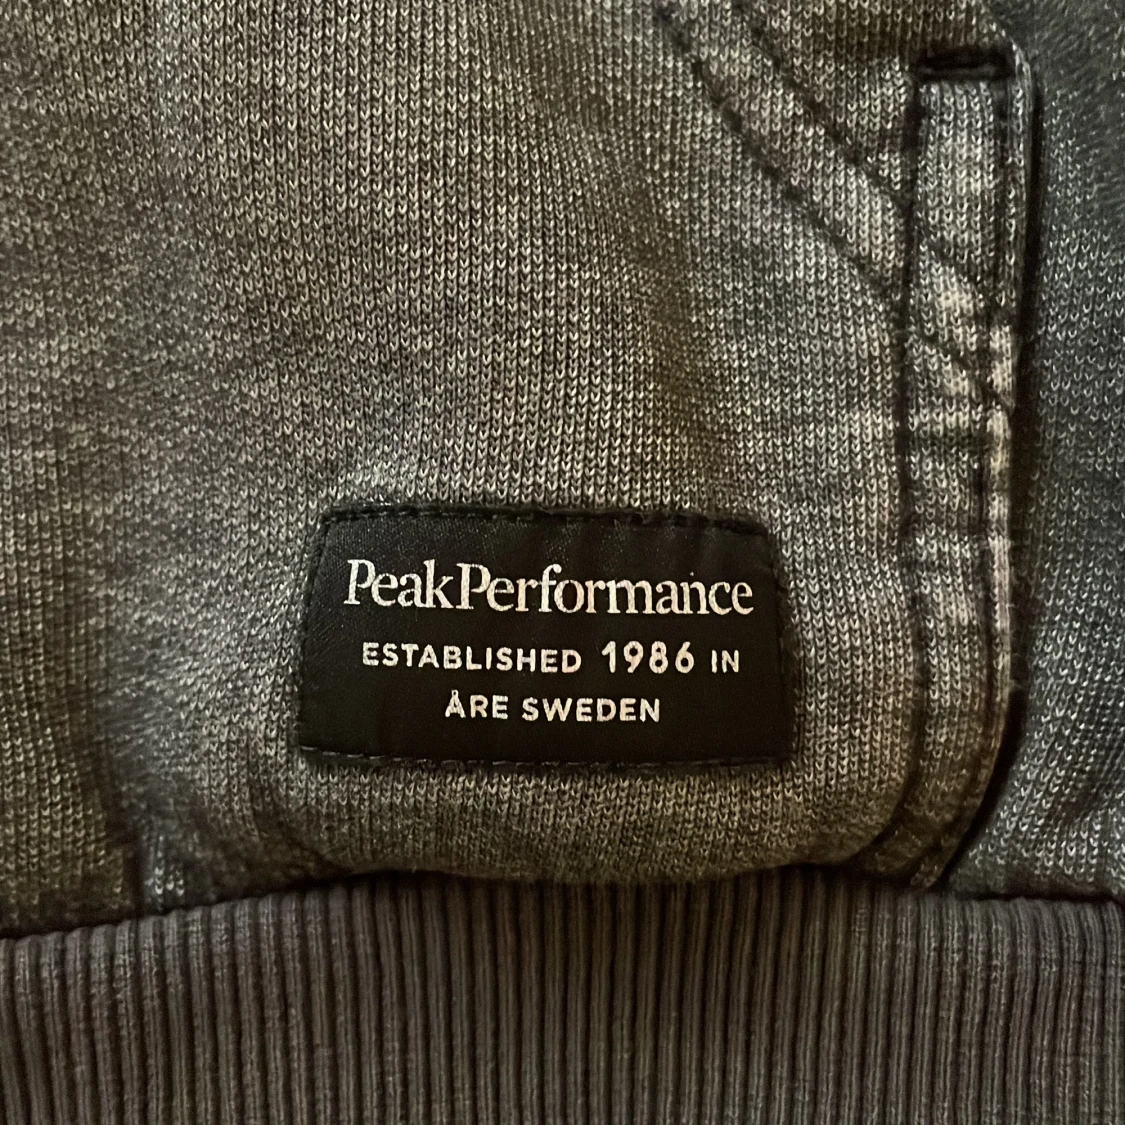 PeakPerformance
ESTABLISHED 1986 IN
ÅRE SWEDEN